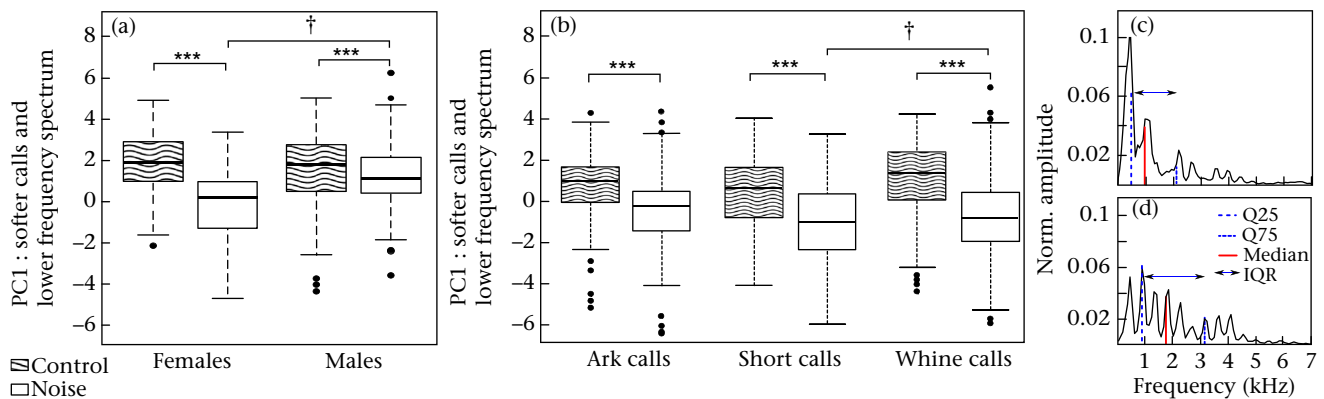 PC1 : softer calls and
lower frequency spectrum
8
6
4
2
0
−2
−4
−6
(a)
***
†
***
Females
Males
Control
Noise
PC1 : softer calls and
lower frequency spectrum
8
6
4
2
0
−2
−4
−6
(b)
***
***
†
***
Ark calls
Short calls
Whine calls
Norm. amplitude
(c)
0.1
0.06
0.02
(d)
0.1
0.06
0.02
Q25
Q75
Median
IQR
1 2 3 4 5 6 7
Frequency (kHz)